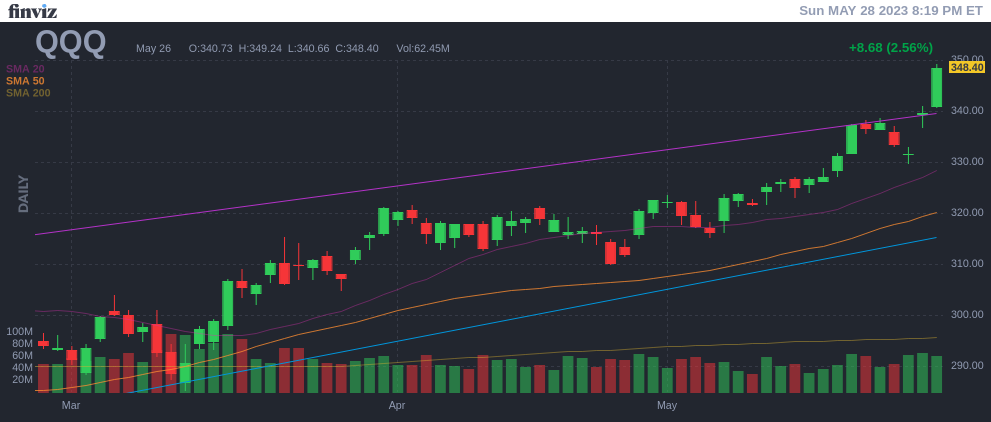 finviz
Sun MAY 28 2023 8:19 PM ET
QQQ
May 26 O:340.73 H:349.24 L:340.66 C:348.40 Vol:62.45M
+8.68 (2.56%)
350.00
348.40
SMA 20
SMA 50
SMA 200
DAILY
340.00
330.00
320.00
310.00
300.00
290.00
100M
80M
60M
40M
20M
Mar Apr May